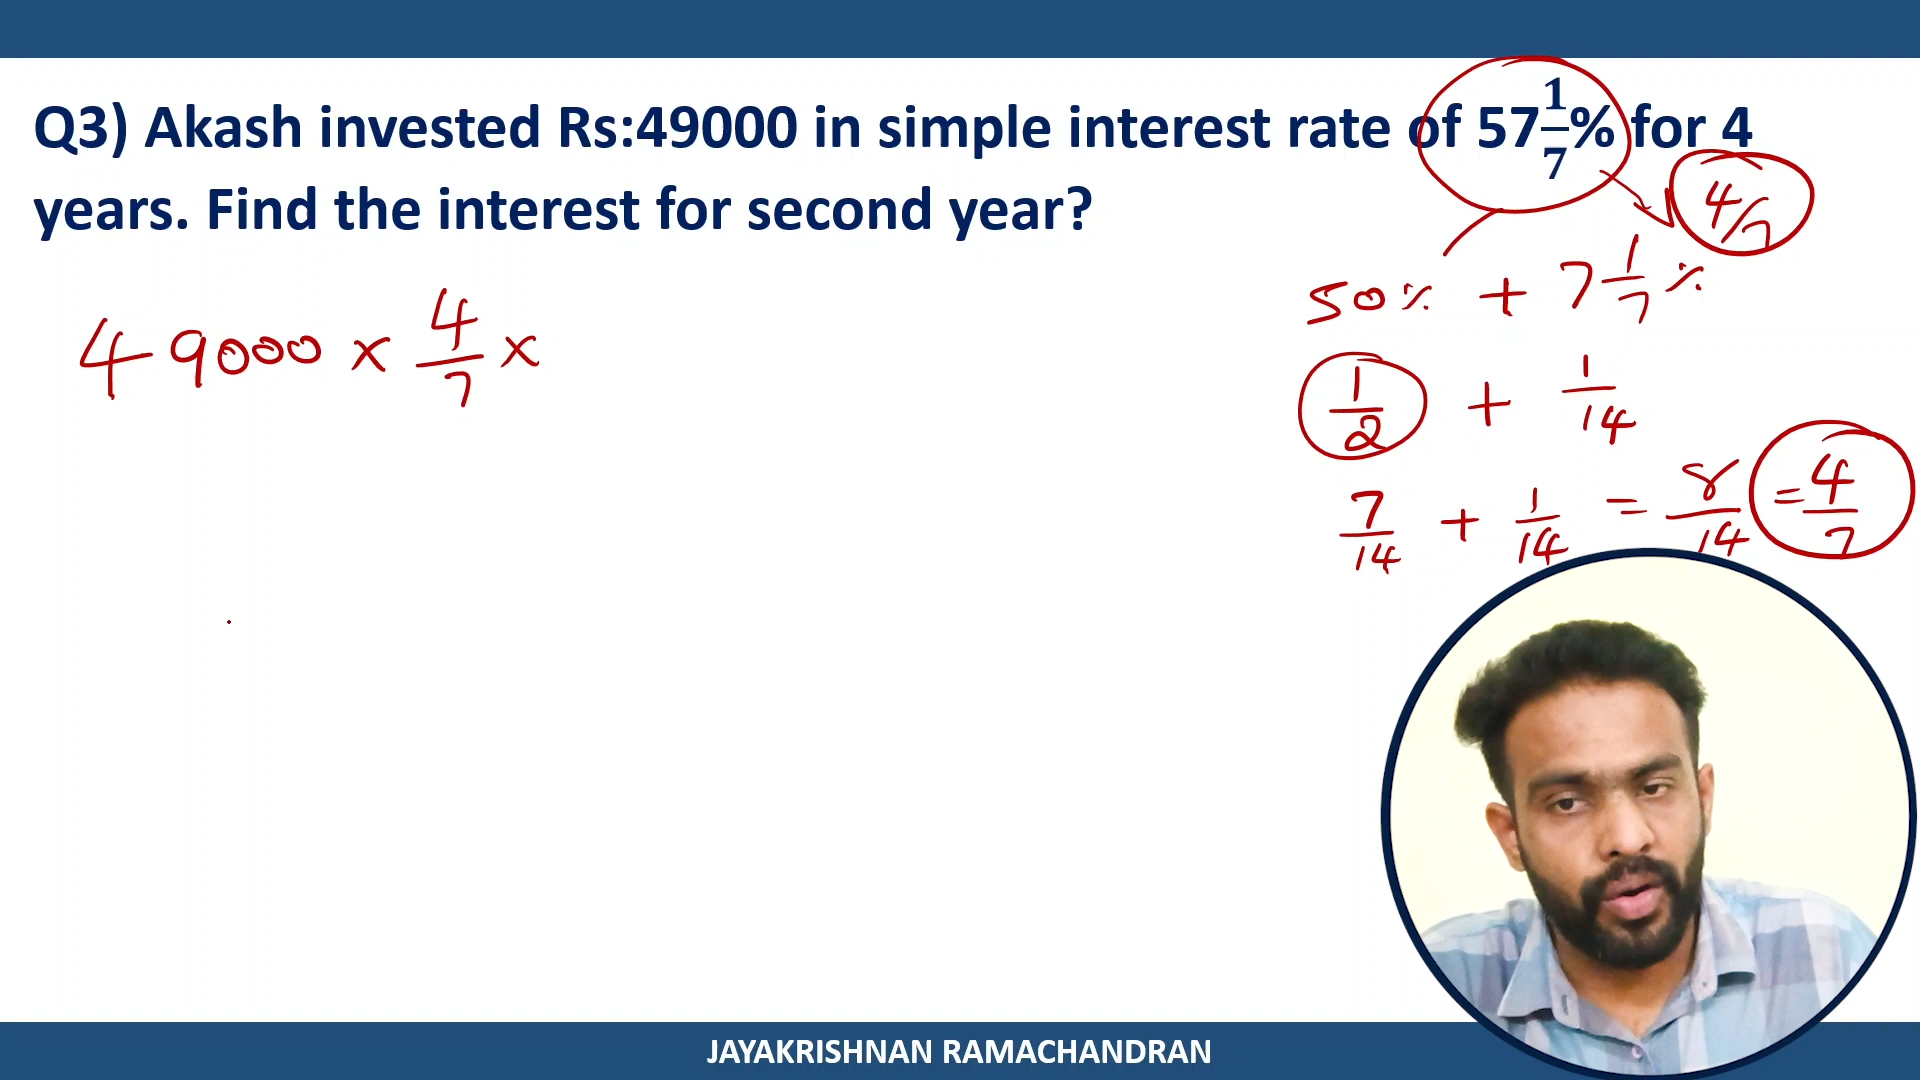 Q3) Akash invested Rs:49000 in simple interest rate of 57 1/7% for 4
years. Find the interest for second year?
4/7
50% + 7 1/7 %
49000 × 4/7 ×
1/2 + 1/14
7/14 + 1/14 = 8/14 = 4/7
JAYAKRISHNAN RAMACHANDRAN